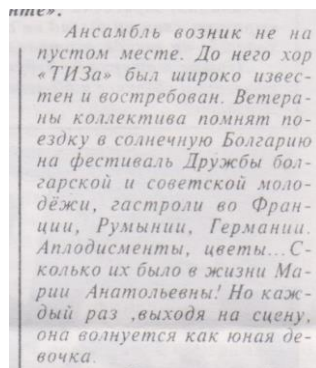 нте».
Ансамбль возник не на
пустом месте. До него хор
«ТИЗа» был широко извес-
тен и востребован. Ветера-
ны коллектива помнят по-
ездку в солнечную Болгарию
на фестиваль Дружбы бол-
гарской и советской моло-
дёжи, гастроли во Фран-
ции, Румынии, Германии.
Аплодисменты, цветы...С-
колько их было в жизни Ма-
рии Анатольевны! Но каж-
дый раз ,выходя на сцену,
она волнуется как юная де-
вочка.